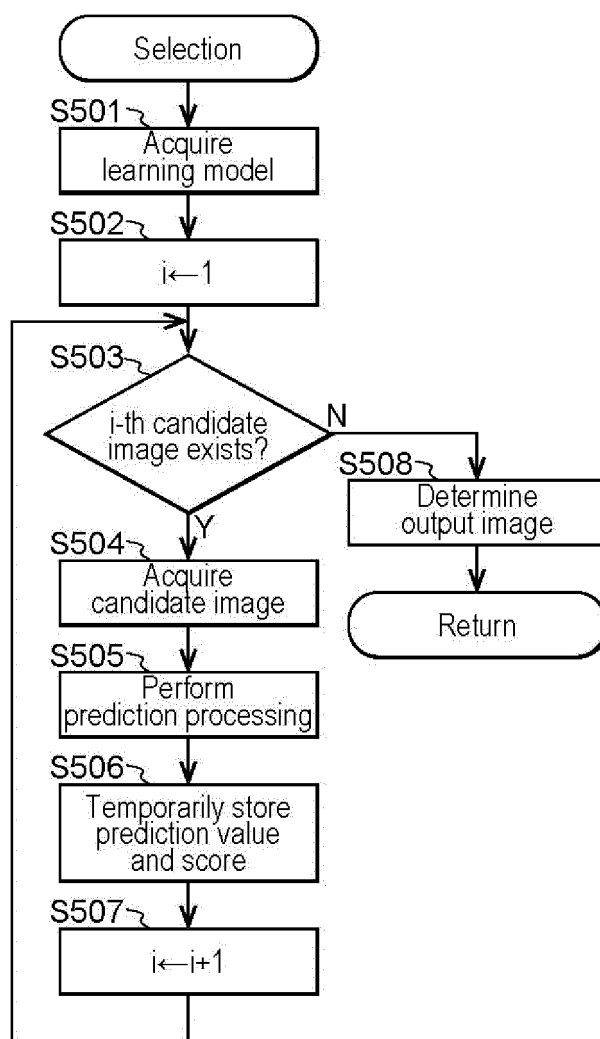 Selection
S501
Acquire
learning model
S502
i←1
S503
i-th candidate
image exists?
N
Y
S508
Determine
output image
Return
S504
Acquire
candidate image
S505
Perform
prediction processing
S506
Temporarily store
prediction value
and score
S507
i←i+1